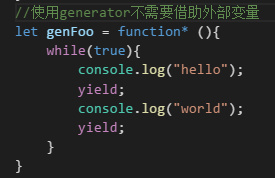 //使用generator不需要借助外部变量
let genFoo = function* (){
    while(true){
        console.log("hello");
        yield;
        console.log("world");
        yield;
    }
}